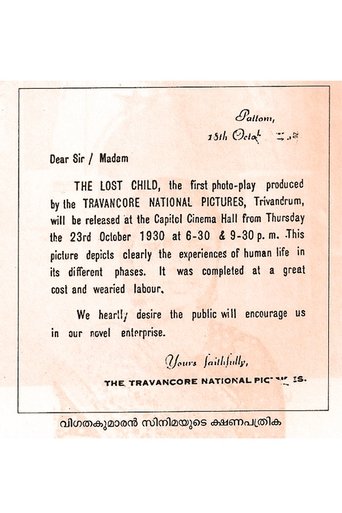 Pattom,
18th Octo
Dear Sir / Madam
THE LOST CHILD, the first photo-play produced
by the TRAVANCORE NATIONAL PICTURES, Trivandrum,
will be released at the Capitol Cinema Hall from Thursday
the 23rd October 1930 at 6-30 & 9-30 p. m. This
picture depicts clearly the experiences of human life in
its different phases. It was completed at a great
cost and wearied labour.
We heartly desire the public will encourage us
in our novel enterprise.
Yours faithfully,
THE TRAVANCORE NATIONAL
വിഗതകുമാരൻ സിനിമയുടെ ക്ഷണപത്രിക